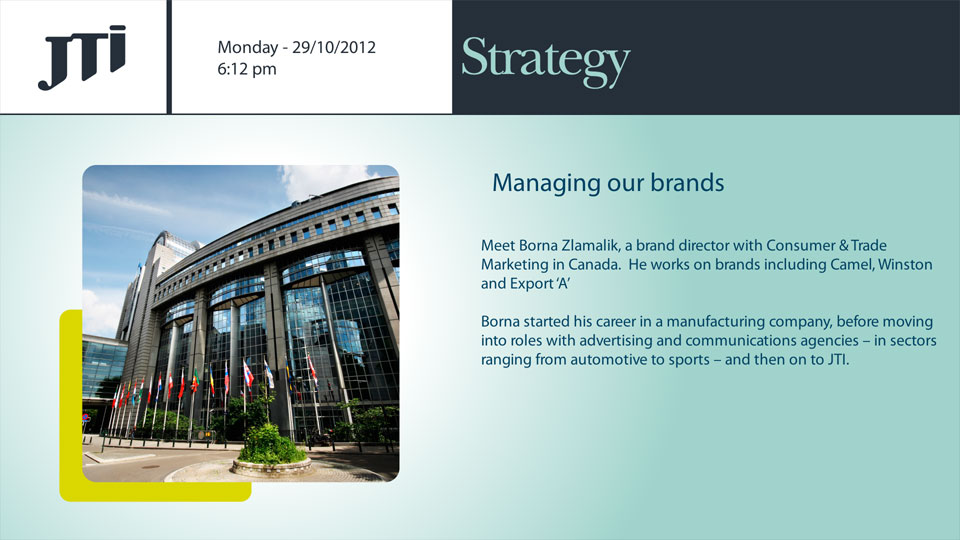 JTi
Monday - 29/10/2012
6:12 pm
Strategy
Managing our brands
Meet Borna Zlamalik, a brand director with Consumer & Trade
Marketing in Canada.  He works on brands including Camel, Winston
and Export ‘A’
Borna started his career in a manufacturing company, before moving
into roles with advertising and communications agencies – in sectors
ranging from automotive to sports – and then on to JTI.